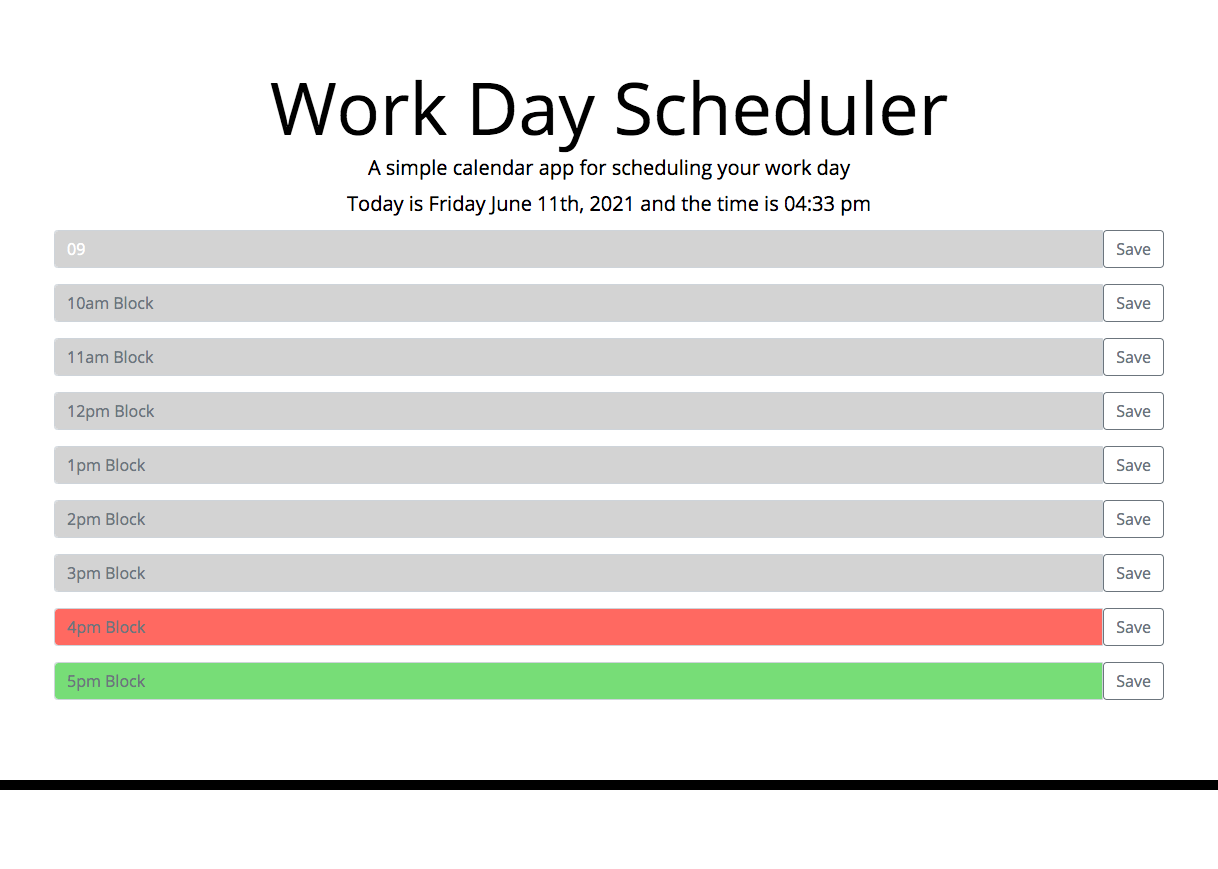 Work Day Scheduler
A simple calendar app for scheduling your work day
Today is Friday June 11th, 2021 and the time is 04:33 pm
09 Save
10am Block Save
11am Block Save
12pm Block Save
1pm Block Save
2pm Block Save
3pm Block Save
4pm Block Save
5pm Block Save